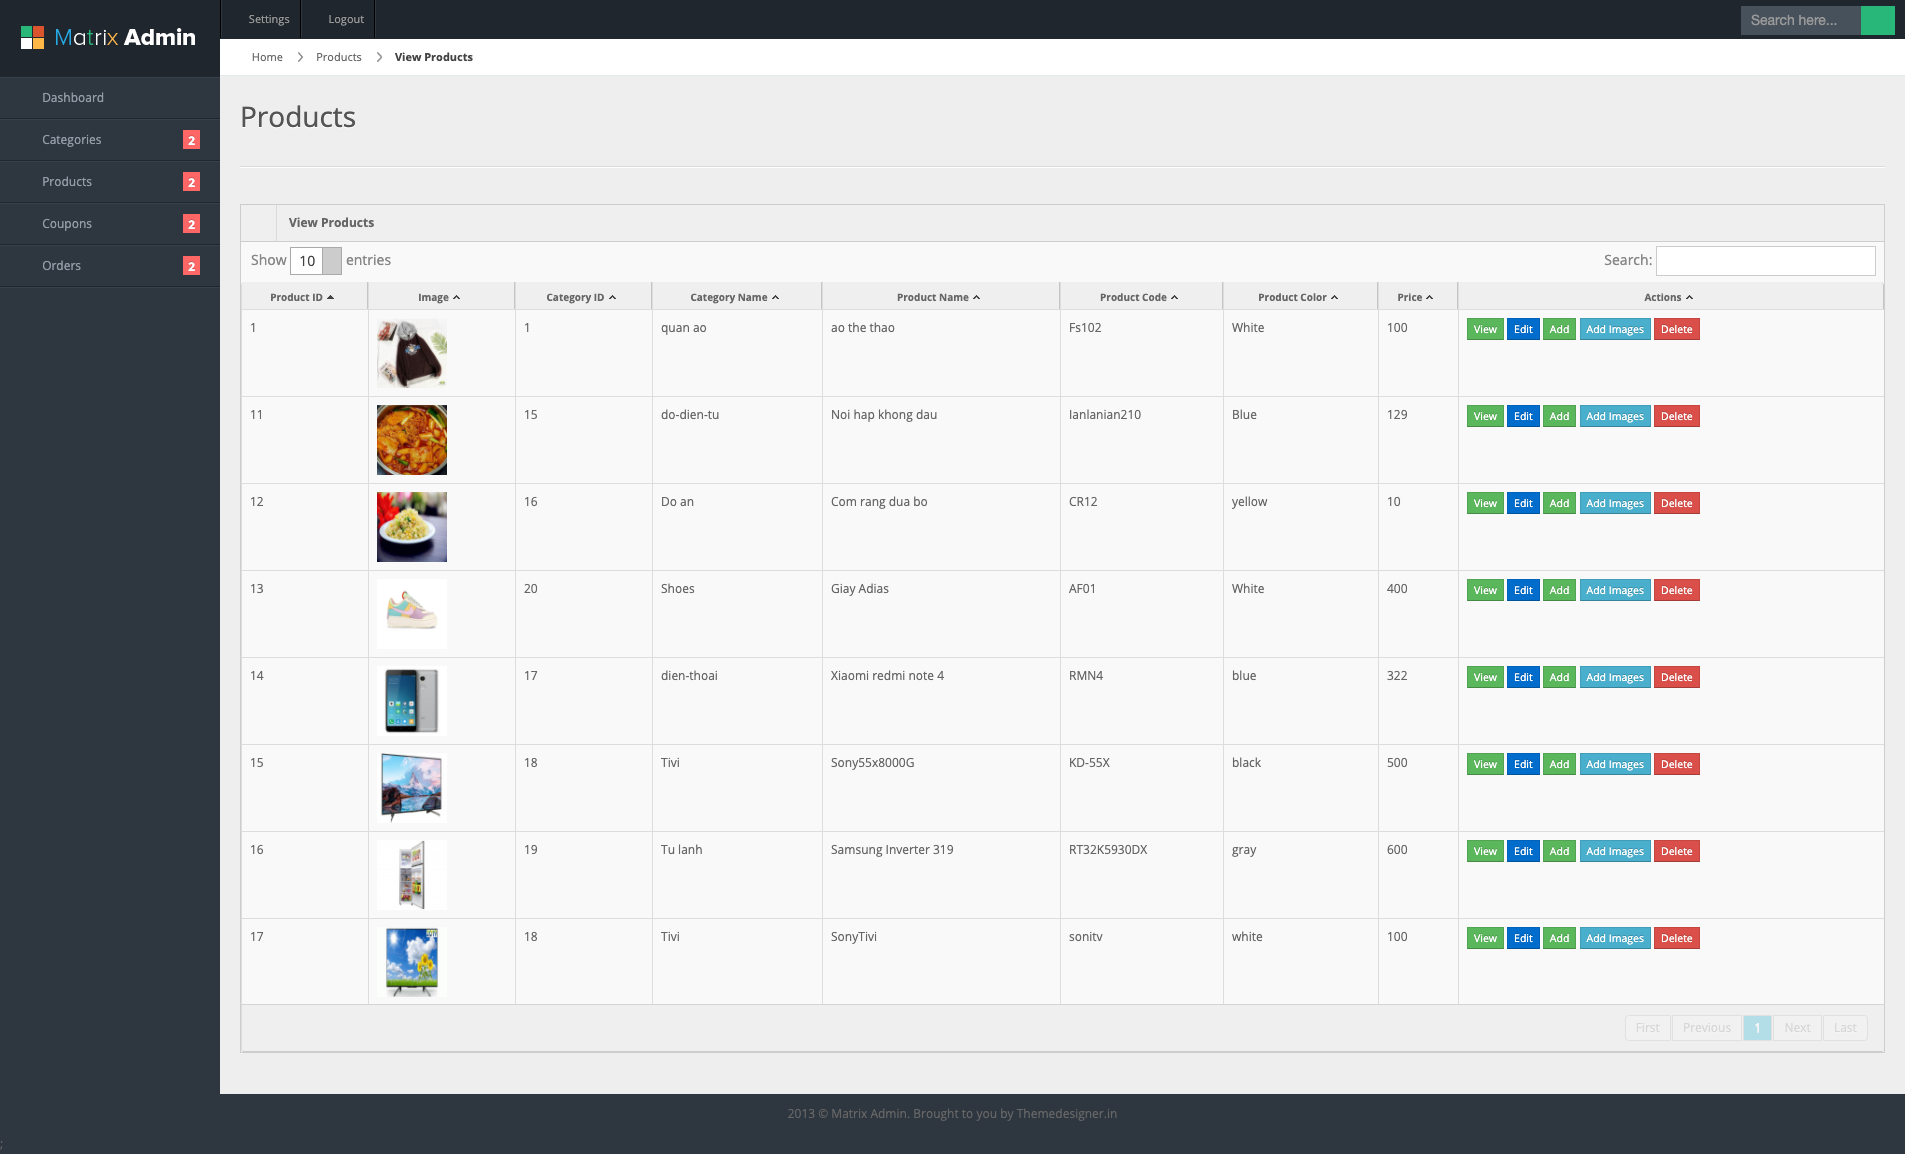 Matrix Admin
Settings
Logout
Search here...
Home
Products
View Products
Dashboard
Categories 2
Products 2
Coupons 2
Orders 2
Products
View Products
Show 10 entries
Search:
Product ID Image Category ID Category Name Product Name Product Code Product Color Price Actions
1 1 quan ao ao the thao Fs102 White 100 View Edit Add Add Images Delete
11 15 do-dien-tu Noi hap khong dau lanlanian210 Blue 129 View Edit Add Add Images Delete
12 16 Do an Com rang dua bo CR12 yellow 10 View Edit Add Add Images Delete
13 20 Shoes Giay Adias AF01 White 400 View Edit Add Add Images Delete
14 17 dien-thoai Xiaomi redmi note 4 RMN4 blue 322 View Edit Add Add Images Delete
15 18 Tivi Sony55x8000G KD-55X black 500 View Edit Add Add Images Delete
16 19 Tu lanh Samsung Inverter 319 RT32K5930DX gray 600 View Edit Add Add Images Delete
17 18 Tivi SonyTivi sonitv white 100 View Edit Add Add Images Delete
First Previous 1 Next Last
2013 © Matrix Admin. Brought to you by Themedesigner.in
;